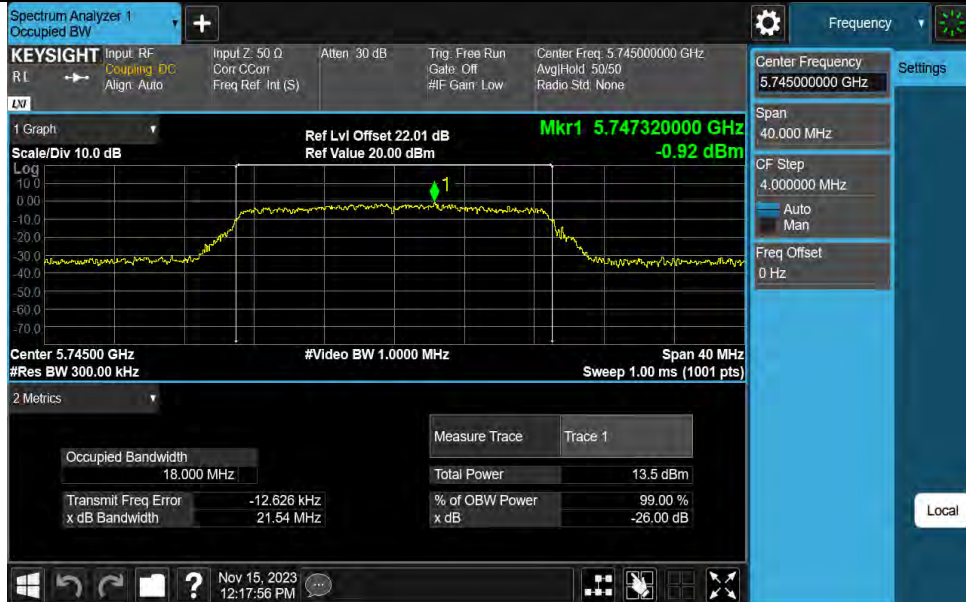 Spectrum Analyzer 1
Occupied BW
+
Frequency
KEYSIGHT
Input: RF
Coupling: DC
Align: Auto
Input Z: 50 Ω
Corr CCorr
Freq Ref: Int (S)
Atten: 30 dB
Trig: Free Run
Gate: Off
#IF Gain: Low
Center Freq: 5.745000000 GHz
Avg|Hold: 50/50
Radio Std: None
LXI
Center Frequency
5.745000000 GHz
Settings
Span
40.000 MHz
CF Step
4.000000 MHz
Auto
Man
Freq Offset
0 Hz
Local
1 Graph
Scale/Div 10.0 dB
Ref Lvl Offset 22.01 dB
Ref Value 20.00 dBm
Mkr1 5.747320000 GHz
-0.92 dBm
Log
10.0
0.00
-10.0
-20.0
-30.0
-40.0
-50.0
-60.0
-70.0
1
Center 5.74500 GHz
#Video BW 1.0000 MHz
Span 40 MHz
#Res BW 300.00 kHz
Sweep 1.00 ms (1001 pts)
2 Metrics
Measure Trace Trace 1
Occupied Bandwidth
18.000 MHz
Total Power 13.5 dBm
Transmit Freq Error -12.626 kHz
% of OBW Power 99.00 %
x dB Bandwidth 21.54 MHz
x dB -26.00 dB
?
Nov 15, 2023
12:17:56 PM